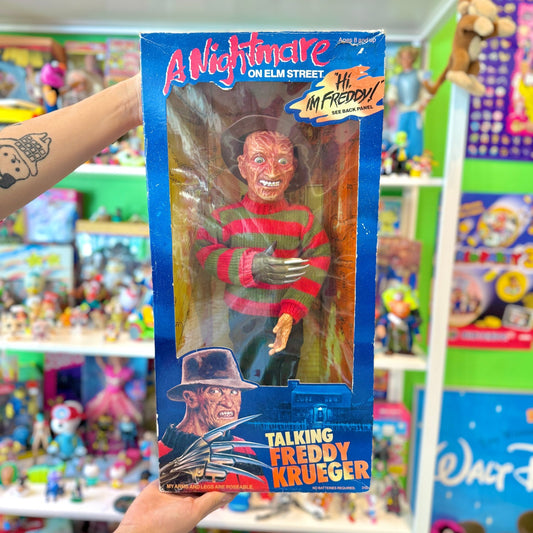 A Nightmare
ON ELM STREET
Ages 8 and up
"Hi,
I'M FREDDY!"
SEE BACK PANEL
TALKING
FREDDY
KRUEGER
MY ARMS AND LEGS ARE POSEABLE.
NO BATTERIES REQUIRED.
WALT D